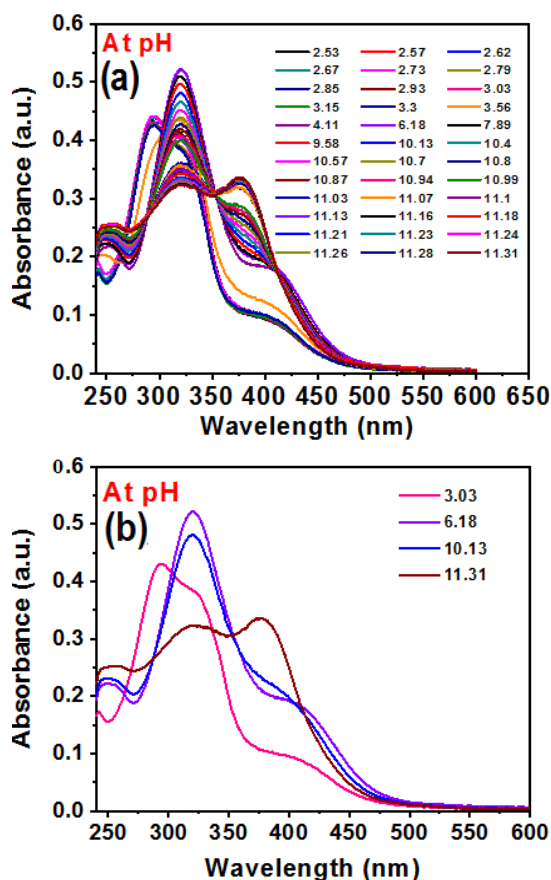 At pH
(a)
2.53 2.57 2.62
2.67 2.73 2.79
2.85 2.93 3.03
3.15 3.3 3.56
4.11 6.18 7.89
9.58 10.13 10.4
10.57 10.7 10.8
10.87 10.94 10.99
11.03 11.07 11.1
11.13 11.16 11.18
11.21 11.23 11.24
11.26 11.28 11.31
0.6
0.5
0.4
0.3
0.2
0.1
0.0
Absorbance (a.u.)
250 300 350 400 450 500 550 600 650
Wavelength (nm)
At pH
(b)
3.03
6.18
10.13
11.31
0.6
0.5
0.4
0.3
0.2
0.1
0.0
Absorbance (a.u.)
250 300 350 400 450 500 550 600
Wavelength (nm)